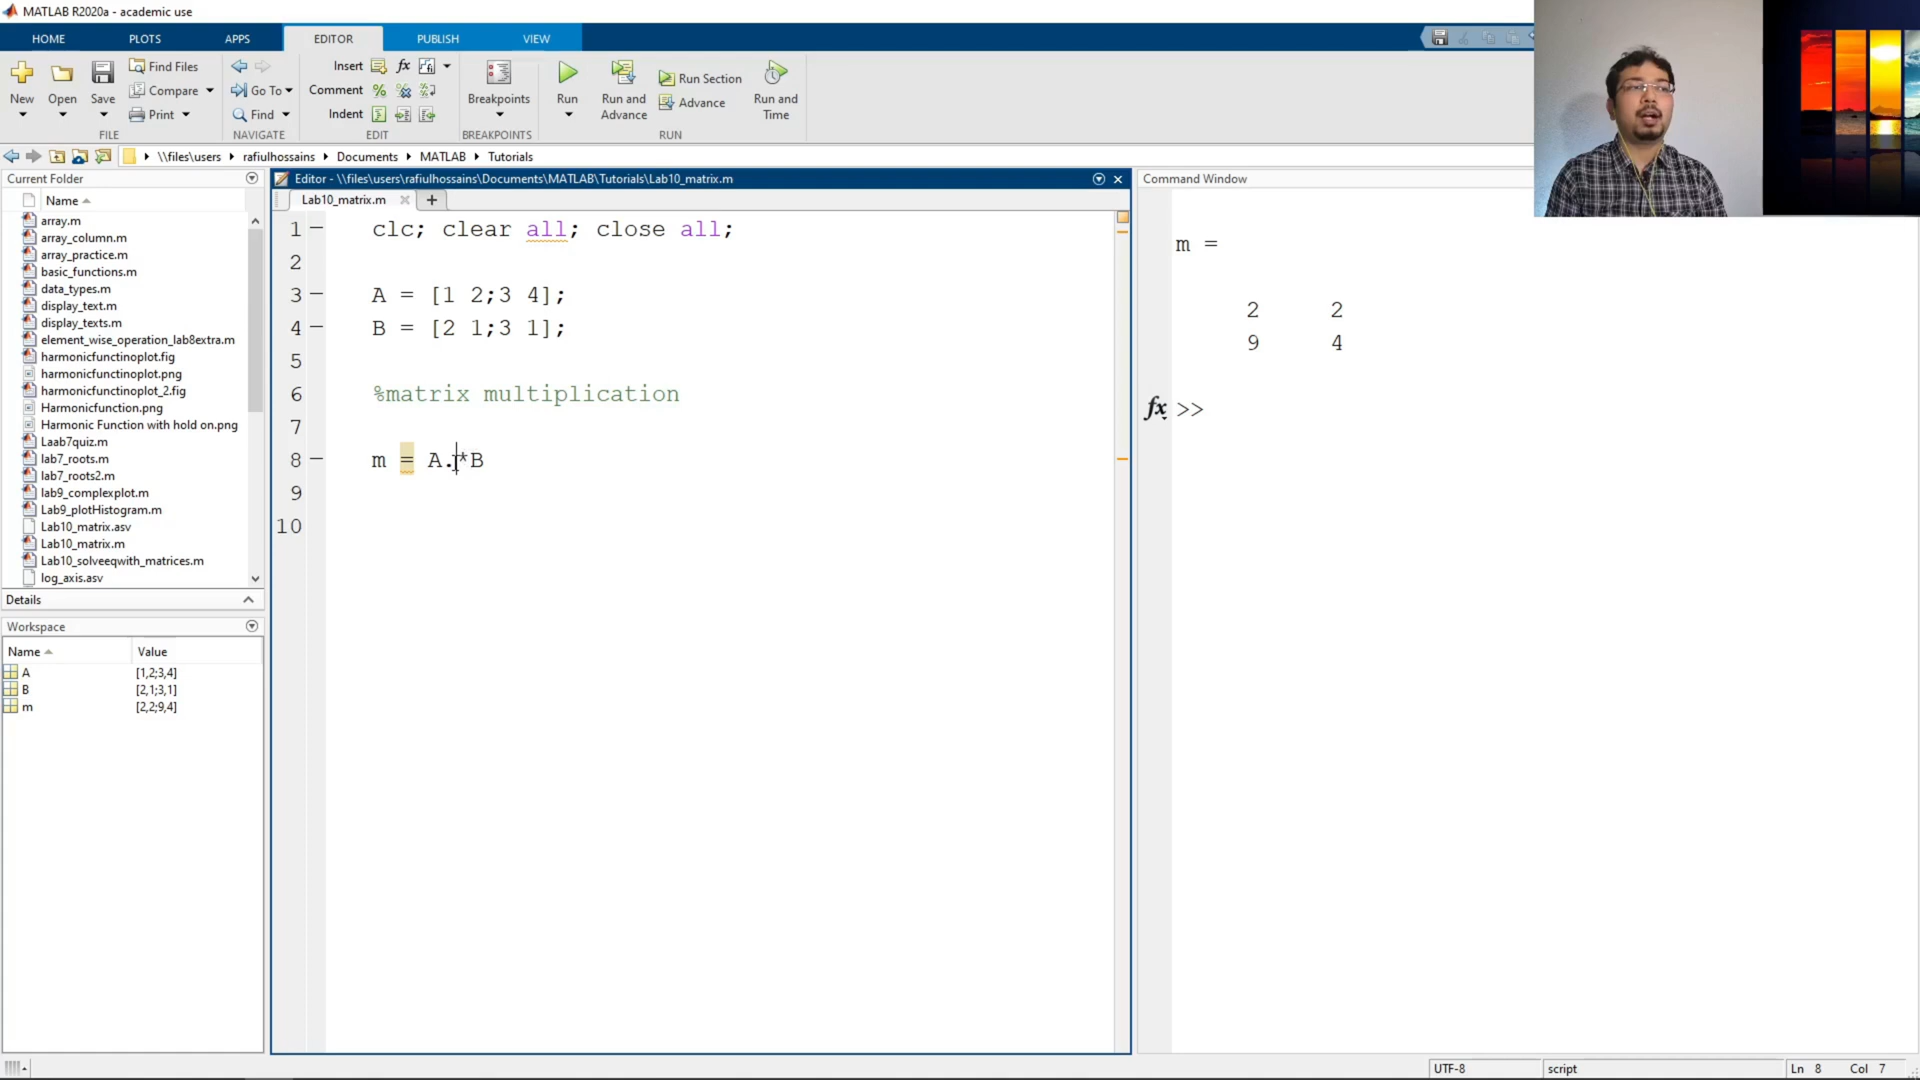 MATLAB R2020a - academic use
HOME PLOTS APPS EDITOR PUBLISH VIEW
New Open Save Find Files Compare Print FILE
Go To Find NAVIGATE
Insert fx Comment % Indent EDIT
Breakpoints BREAKPOINTS
Run Run and Advance Run Section Advance Run and Time RUN
\\files\users rafiulhossains Documents MATLAB Tutorials
Current Folder
Name
array.m
array_column.m
array_practice.m
basic_functions.m
data_types.m
display_text.m
display_texts.m
element_wise_operation_lab8extra.m
harmonicfunctinoplot.fig
harmonicfunctinoplot.png
harmonicfunctinoplot_2.fig
Harmonicfunction.png
Harmonic Function with hold on.png
Laab7quiz.m
lab7_roots.m
lab7_roots2.m
lab9_complexplot.m
Lab9_plotHistogram.m
Lab10_matrix.asv
Lab10_matrix.m
Lab10_solveeqwith_matrices.m
log_axis.asv
Details
Workspace
Name Value
A [1,2;3,4]
B [2,1;3,1]
m [2,2;9,4]
Editor - \\files\users\rafiulhossains\Documents\MATLAB\Tutorials\Lab10_matrix.m
Lab10_matrix.m
1 clc; clear all; close all;
2
3 A = [1 2;3 4];
4 B = [2 1;3 1];
5
6 %matrix multiplication
7
8 m = A.*B
9
10
Command Window
m =
2 2
9 4
fx >>
UTF-8 script Ln 8 Col 7